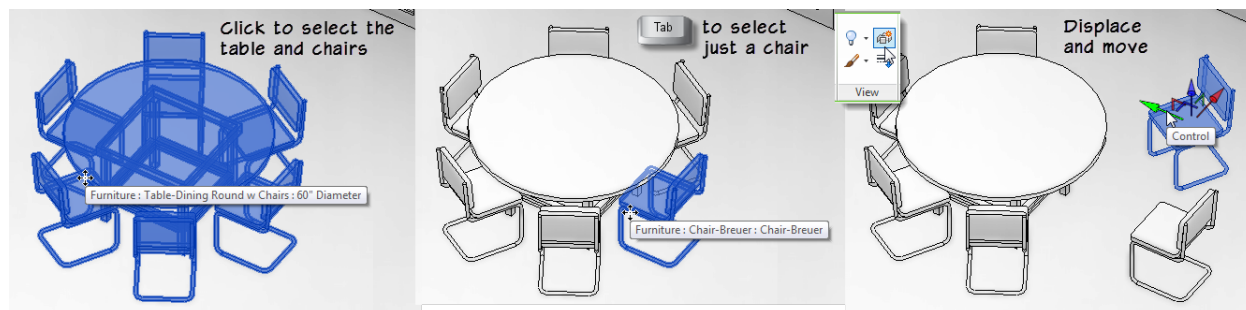 Click to select the
table and chairs
Furniture : Table-Dining Round w Chairs : 60" Diameter
Tab
to select
just a chair
Furniture : Chair-Breuer : Chair-Breuer
View
Displace
and move
Control